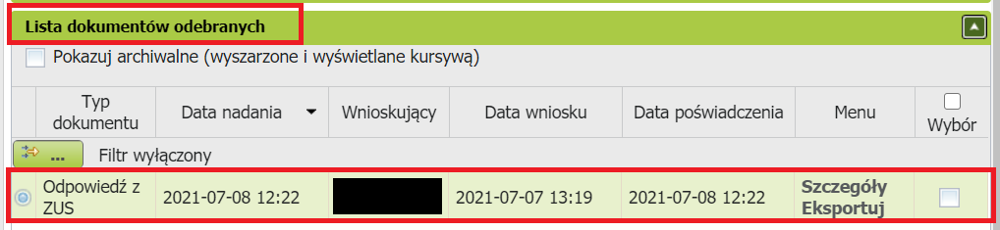 Lista dokumentów odebranych
Pokazuj archiwalne (wyszarzone i wyświetlane kursywą)
Typ dokumentu Data nadania Wnioskujący Data wniosku Data poświadczenia Menu Wybór
... Filtr wyłączony
Odpowiedź z ZUS 2021-07-08 12:22 2021-07-07 13:19 2021-07-08 12:22 Szczegóły Eksportuj